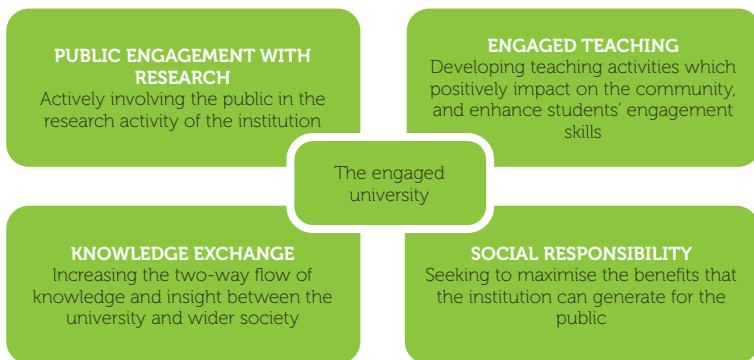 PUBLIC ENGAGEMENT WITH
RESEARCH
Actively involving the public in the
research activity of the institution
ENGAGED TEACHING
Developing teaching activities which
positively impact on the community,
and enhance students’ engagement
skills
The engaged
university
KNOWLEDGE EXCHANGE
Increasing the two-way flow of
knowledge and insight between the
university and wider society
SOCIAL RESPONSIBILITY
Seeking to maximise the benefits that
the institution can generate for the
public